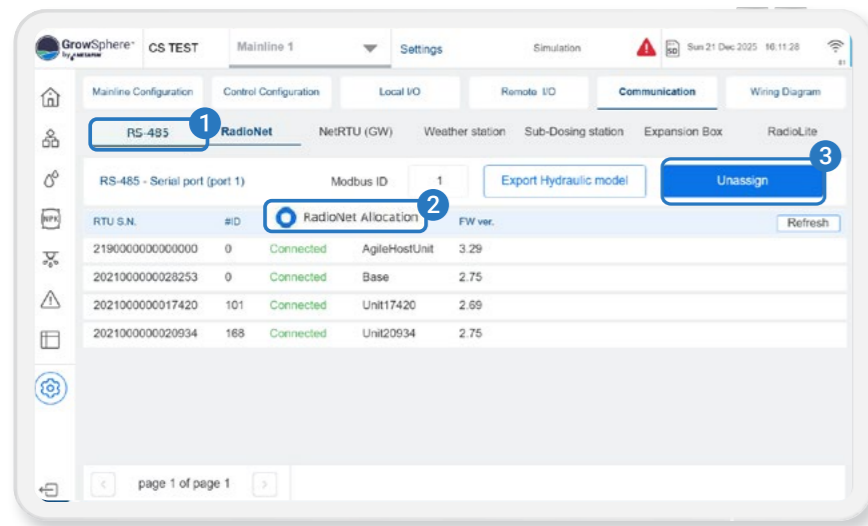 GrowSphere™ CS TEST Mainline 1 Settings Simulation SD Sun 21 Dec 2025 16:11:28
by
Mainline Configuration Control Configuration Local I/O Remote I/O Communication Wiring Diagram
RS-485 1 RadioNet NetRTU (GW) Weather station Sub-Dosing station Expansion Box RadioLite
3
RS-485 - Serial port (port 1) Modbus ID 1 Export Hydraulic model Unassign
2
RTU S.N. #ID RadioNet Allocation FW ver. Refresh
2190000000000000 0 Connected AgileHostUnit 3.29
2021000000028253 0 Connected Base 2.75
2021000000017420 101 Connected Unit17420 2.69
2021000000020934 168 Connected Unit20934 2.75
NPK
page 1 of page 1